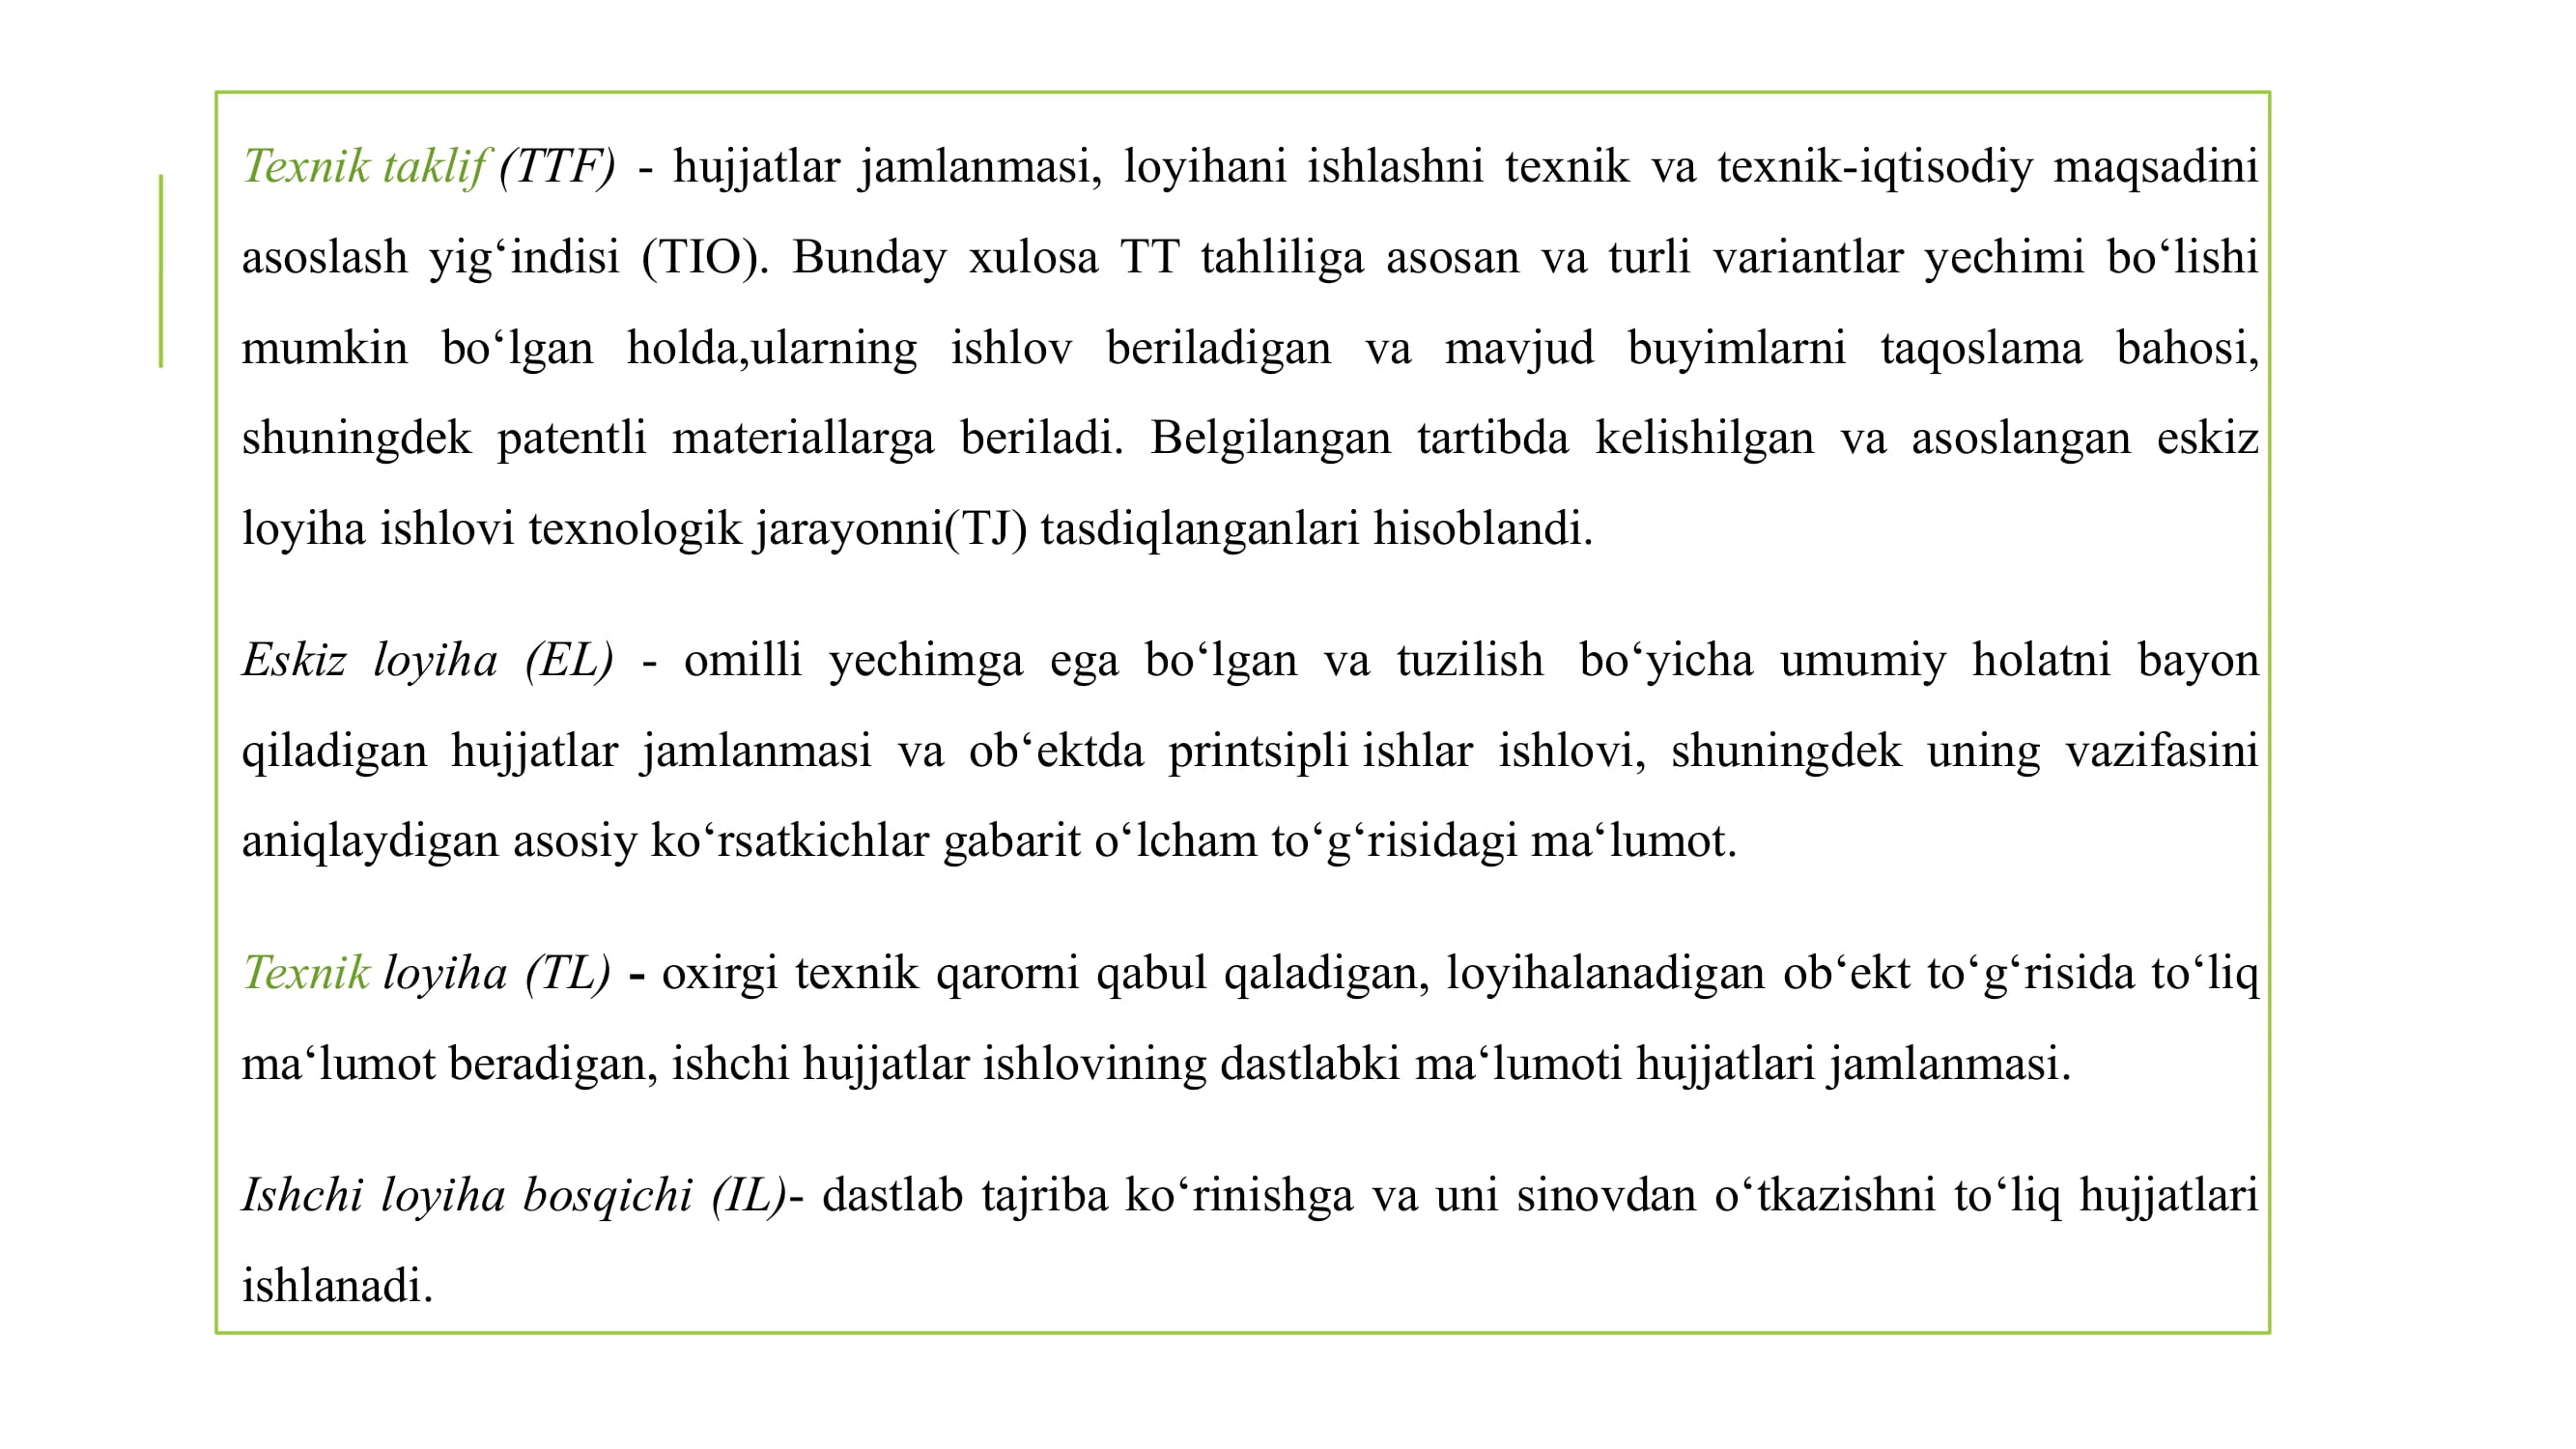 Texnik taklif (TTF) - hujjatlar jamlanmasi, loyihani ishlashni texnik va texnik-iqtisodiy maqsadini
asoslash yig‘indisi (TIO). Bunday xulosa TT tahliliga asosan va turli variantlar yechimi bo‘lishi
mumkin bo‘lgan holda,ularning ishlov beriladigan va mavjud buyimlarni taqoslama bahosi,
shuningdek patentli materiallarga beriladi. Belgilangan tartibda kelishilgan va asoslangan eskiz
loyiha ishlovi texnologik jarayonni(TJ) tasdiqlanganlari hisoblandi.
Eskiz loyiha (EL) - omilli yechimga ega bo‘lgan va tuzilish bo‘yicha umumiy holatni bayon
qiladigan hujjatlar jamlanmasi va ob‘ektda printsipli ishlar ishlovi, shuningdek uning vazifasini
aniqlaydigan asosiy ko‘rsatkichlar gabarit o‘lcham to‘g‘risidagi ma‘lumot.
Texnik loyiha (TL) - oxirgi texnik qarorni qabul qaladigan, loyihalanadigan ob‘ekt to‘g‘risida to‘liq
ma‘lumot beradigan, ishchi hujjatlar ishlovining dastlabki ma‘lumoti hujjatlari jamlanmasi.
Ishchi loyiha bosqichi (IL)- dastlab tajriba ko‘rinishga va uni sinovdan o‘tkazishni to‘liq hujjatlari
ishlanadi.